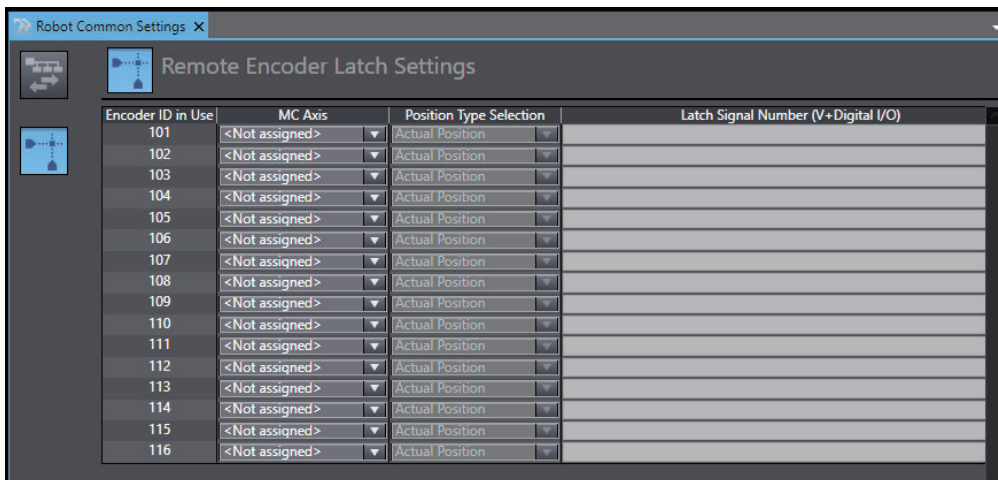 Robot Common Settings X
Remote Encoder Latch Settings
Encoder ID in Use MC Axis Position Type Selection Latch Signal Number (V+Digital I/O)
101 <Not assigned> Actual Position
102 <Not assigned> Actual Position
103 <Not assigned> Actual Position
104 <Not assigned> Actual Position
105 <Not assigned> Actual Position
106 <Not assigned> Actual Position
107 <Not assigned> Actual Position
108 <Not assigned> Actual Position
109 <Not assigned> Actual Position
110 <Not assigned> Actual Position
111 <Not assigned> Actual Position
112 <Not assigned> Actual Position
113 <Not assigned> Actual Position
114 <Not assigned> Actual Position
115 <Not assigned> Actual Position
116 <Not assigned> Actual Position